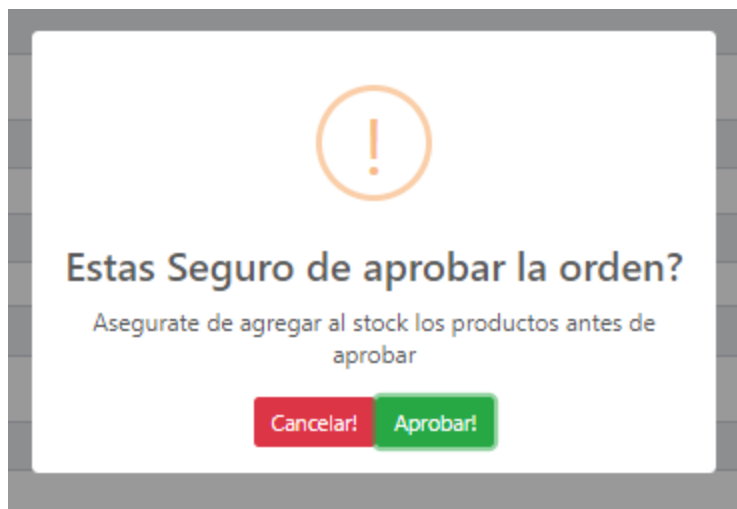 Estas Seguro de aprobar la orden?
Asegurate de agregar al stock los productos antes de
aprobar
Cancelar! Aprobar!